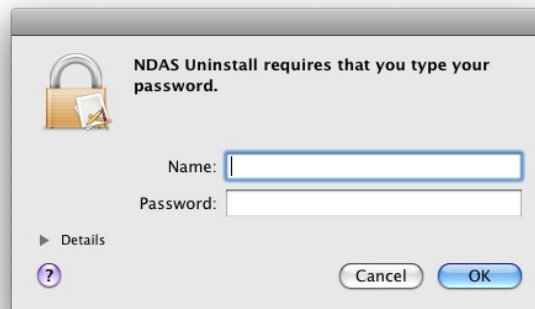 NDAS Uninstall requires that you type your
password.
Name:
Password:
Details
?
Cancel
OK